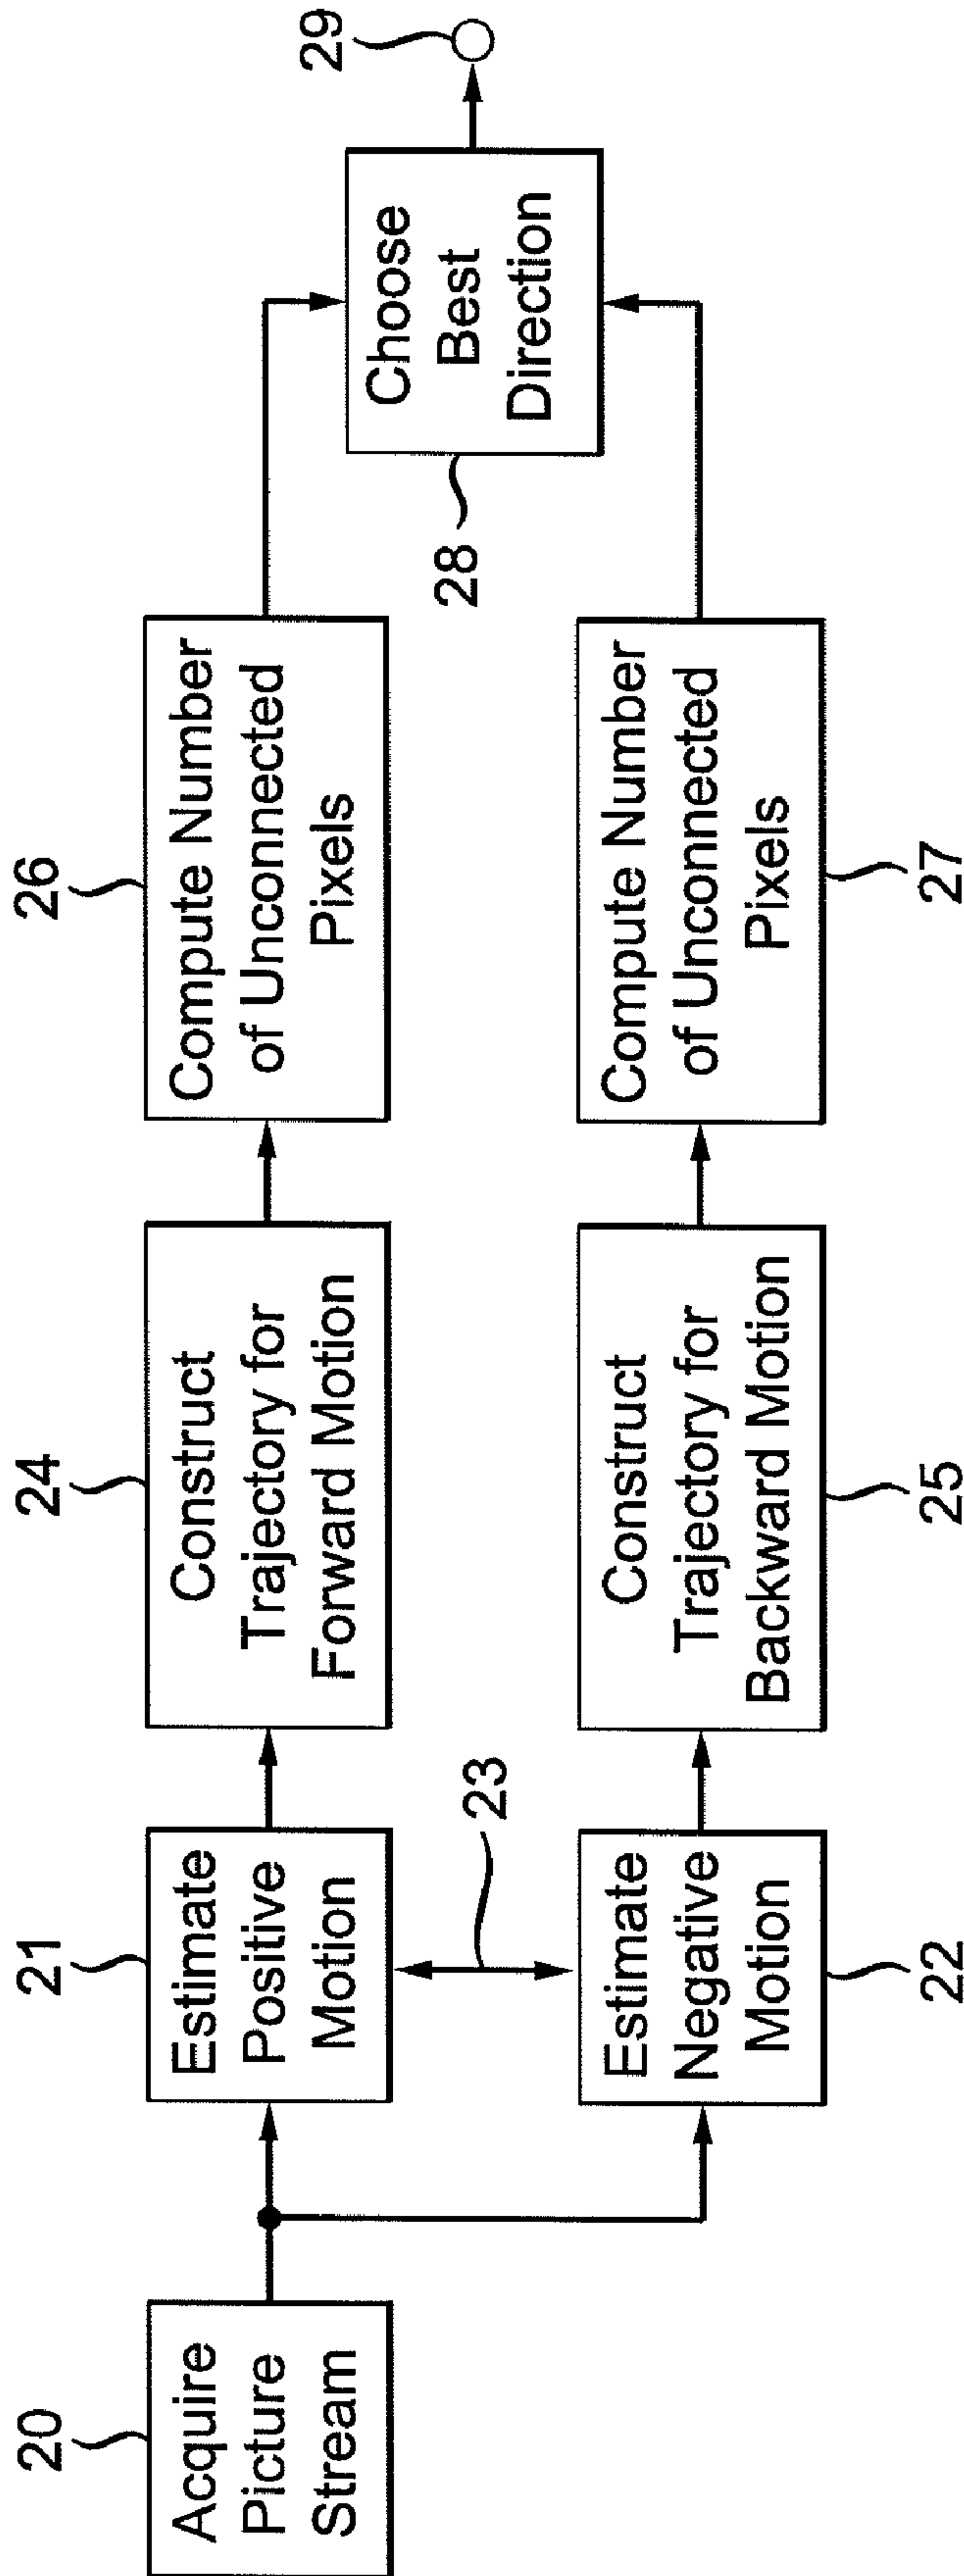 20
Acquire
Picture
Stream
21
Estimate
Positive
Motion
22
Estimate
Negative
Motion
23
24
Construct
Trajectory for
Forward Motion
25
Construct
Trajectory for
Backward Motion
26
Compute Number
of Unconnected
Pixels
27
Compute Number
of Unconnected
Pixels
28
Choose
Best
Direction
29